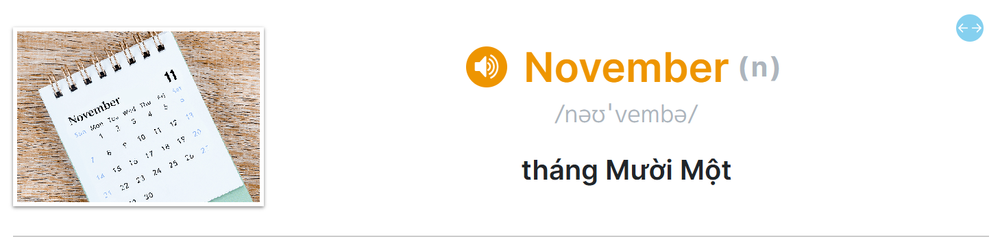 November (n)
/nəʊˈvembə/
tháng Mười Một
11
November
Sun Mon Tue Wed Thu Fri Sat
1 2 3 4 5 6
7 8 9 10 11 12 13
14 15 16 17 18 19 20
21 22 23 24 25 26 27
30